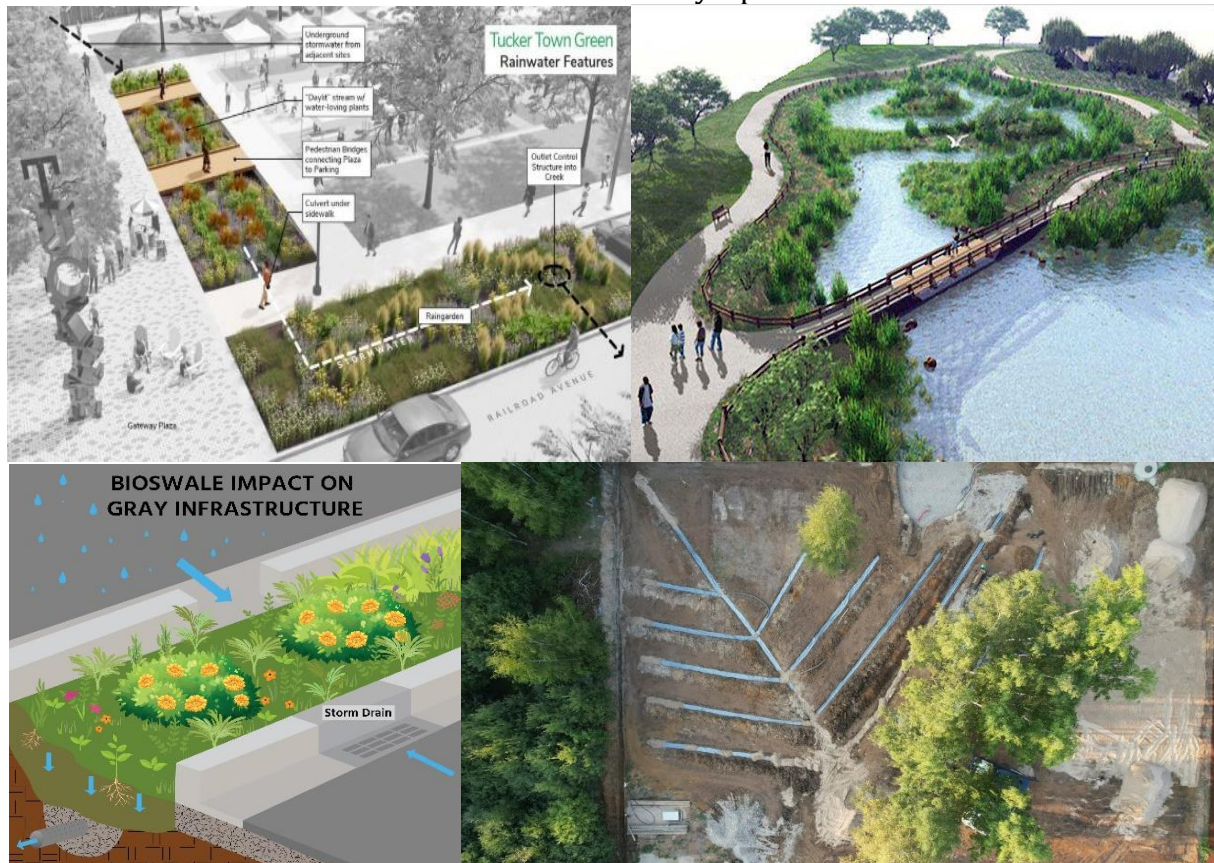 Tucker Town Green
Rainwater Features
Underground
stormwater from
adjacent sites
"Daylit" stream w/
water-loving plants
Pedestrian Bridges
connecting Plaza
to Parking
Culvert under
sidewalk
Outlet Control
Structure into
Creek
Raingarden
RAILROAD AVENUE
Gateway Plaza
BIOSWALE IMPACT ON
GRAY INFRASTRUCTURE
Storm Drain